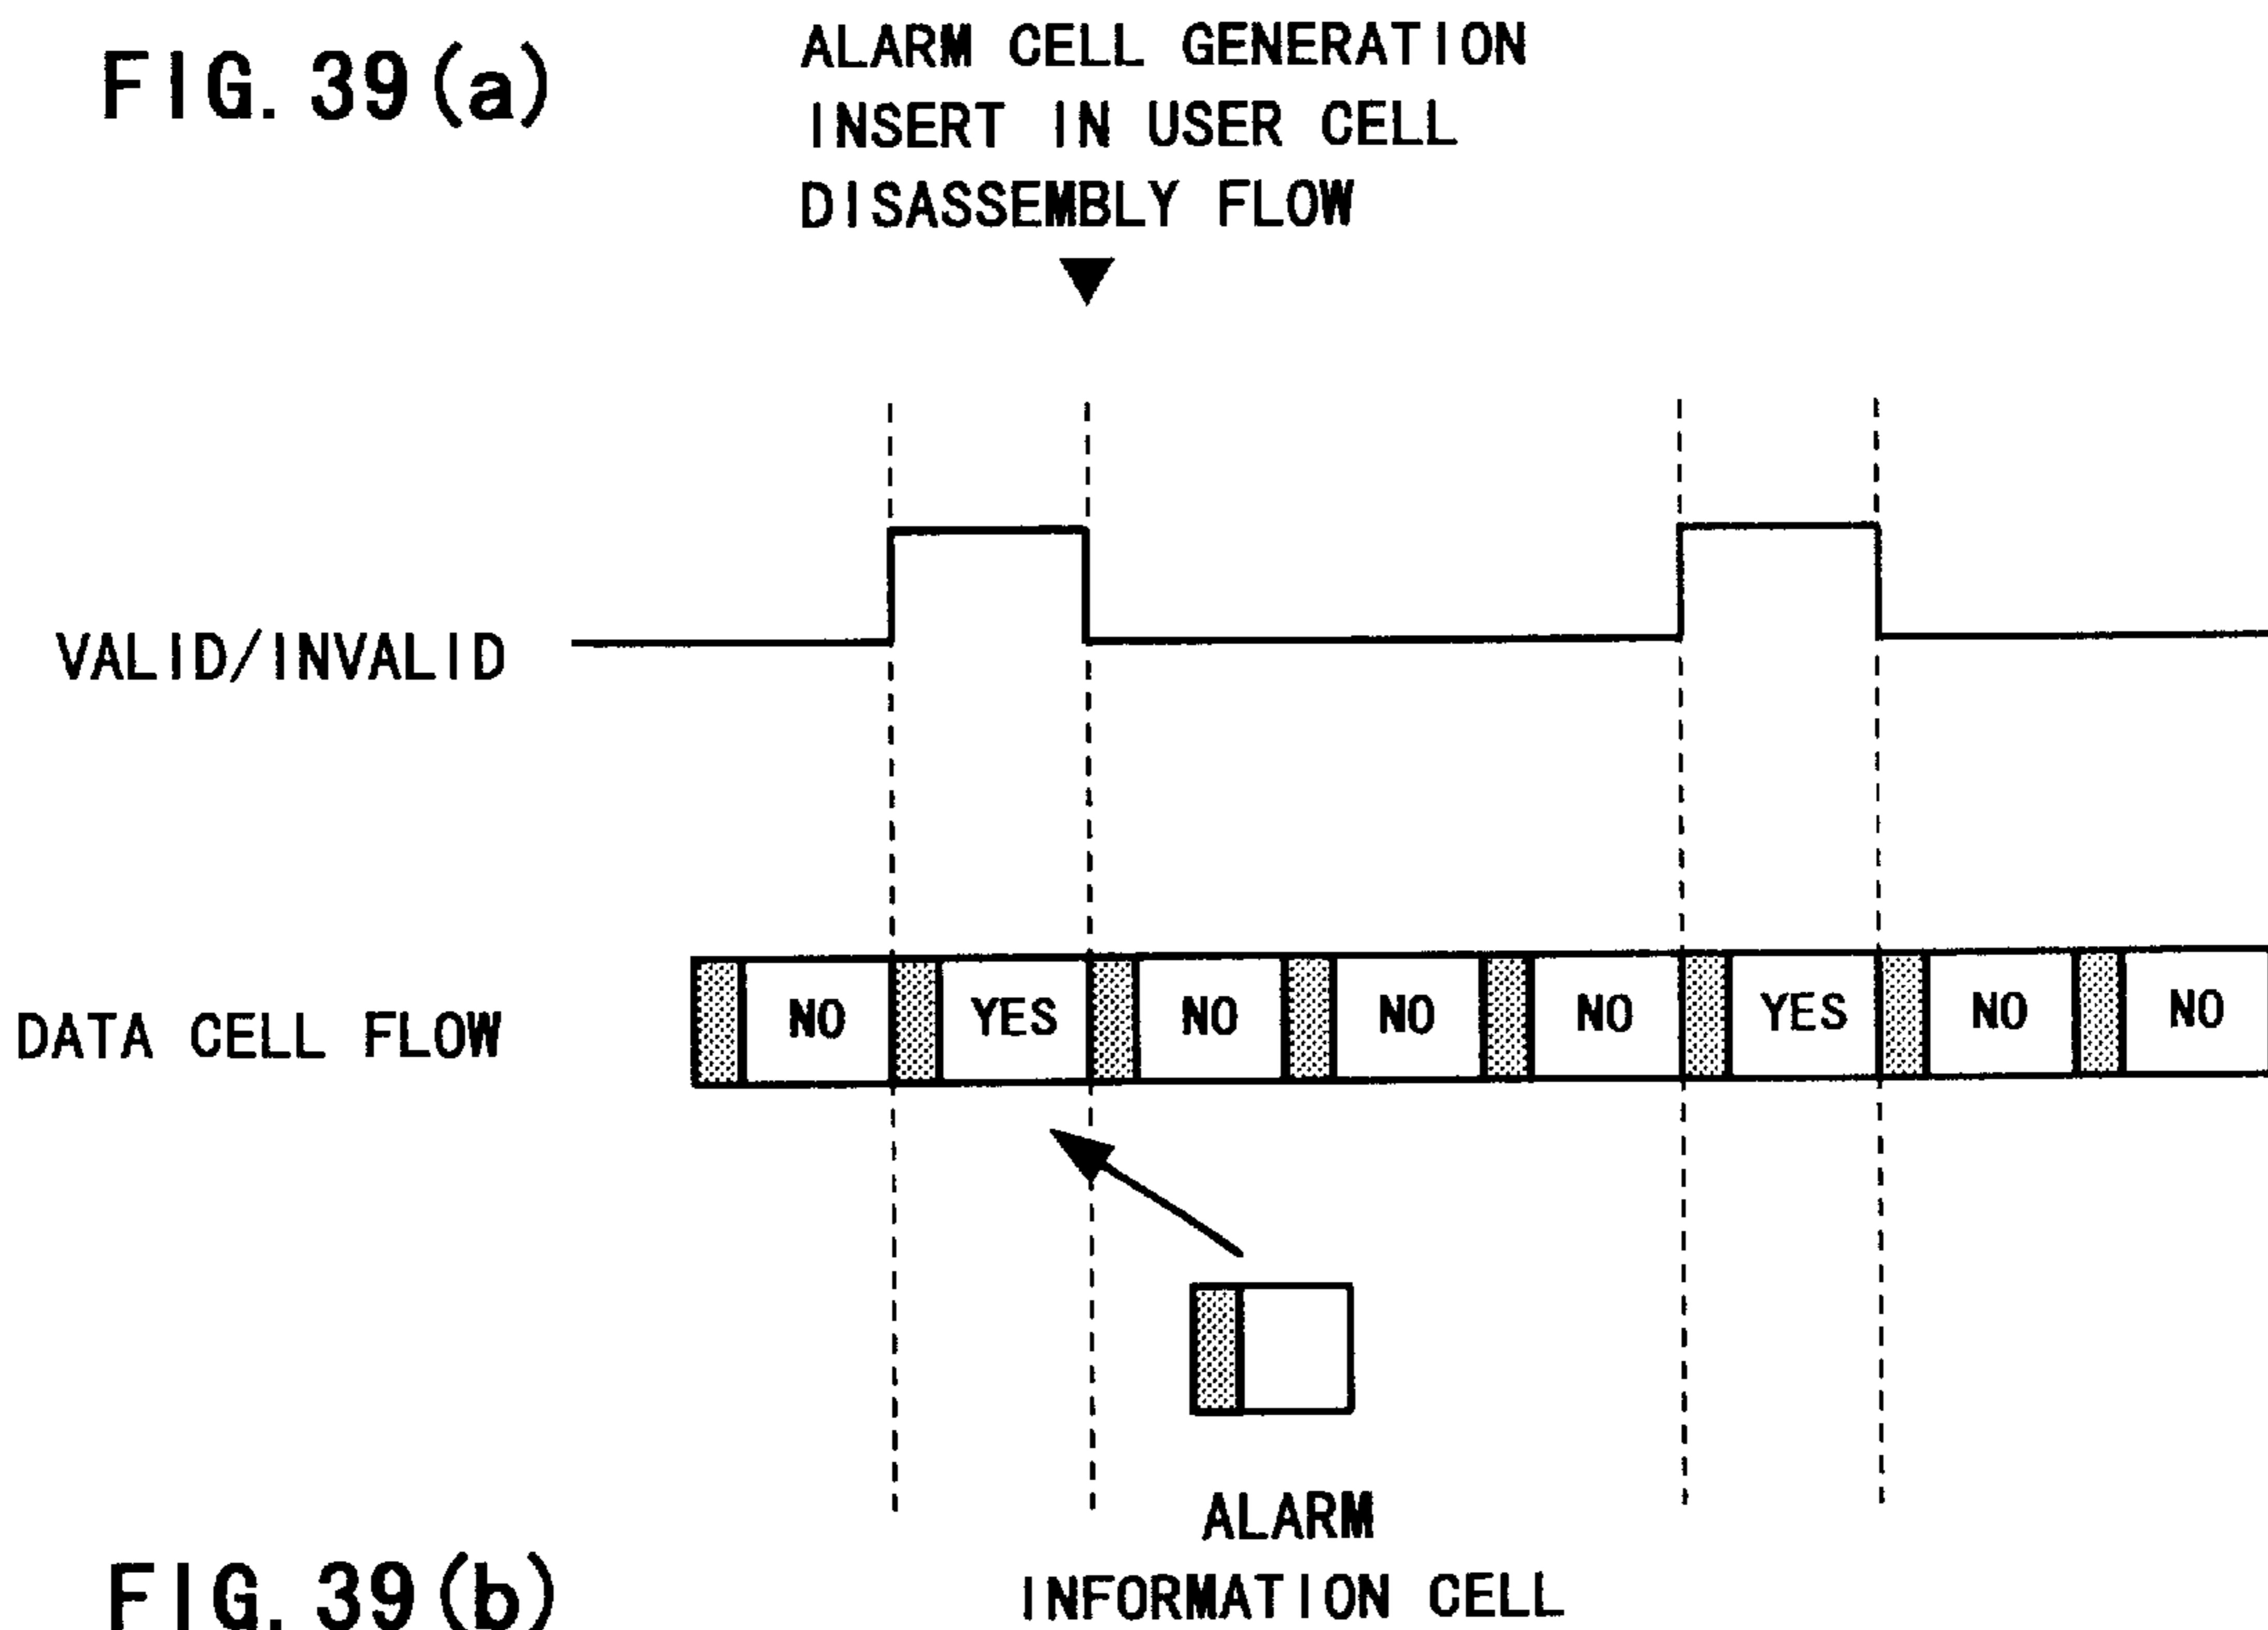 FIG. 39(a)
ALARM CELL GENERATION
INSERT IN USER CELL
DISASSEMBLY FLOW
VALID/INVALID
DATA CELL FLOW
NO YES NO NO NO YES NO NO
ALARM
INFORMATION CELL
FIG. 39(b)